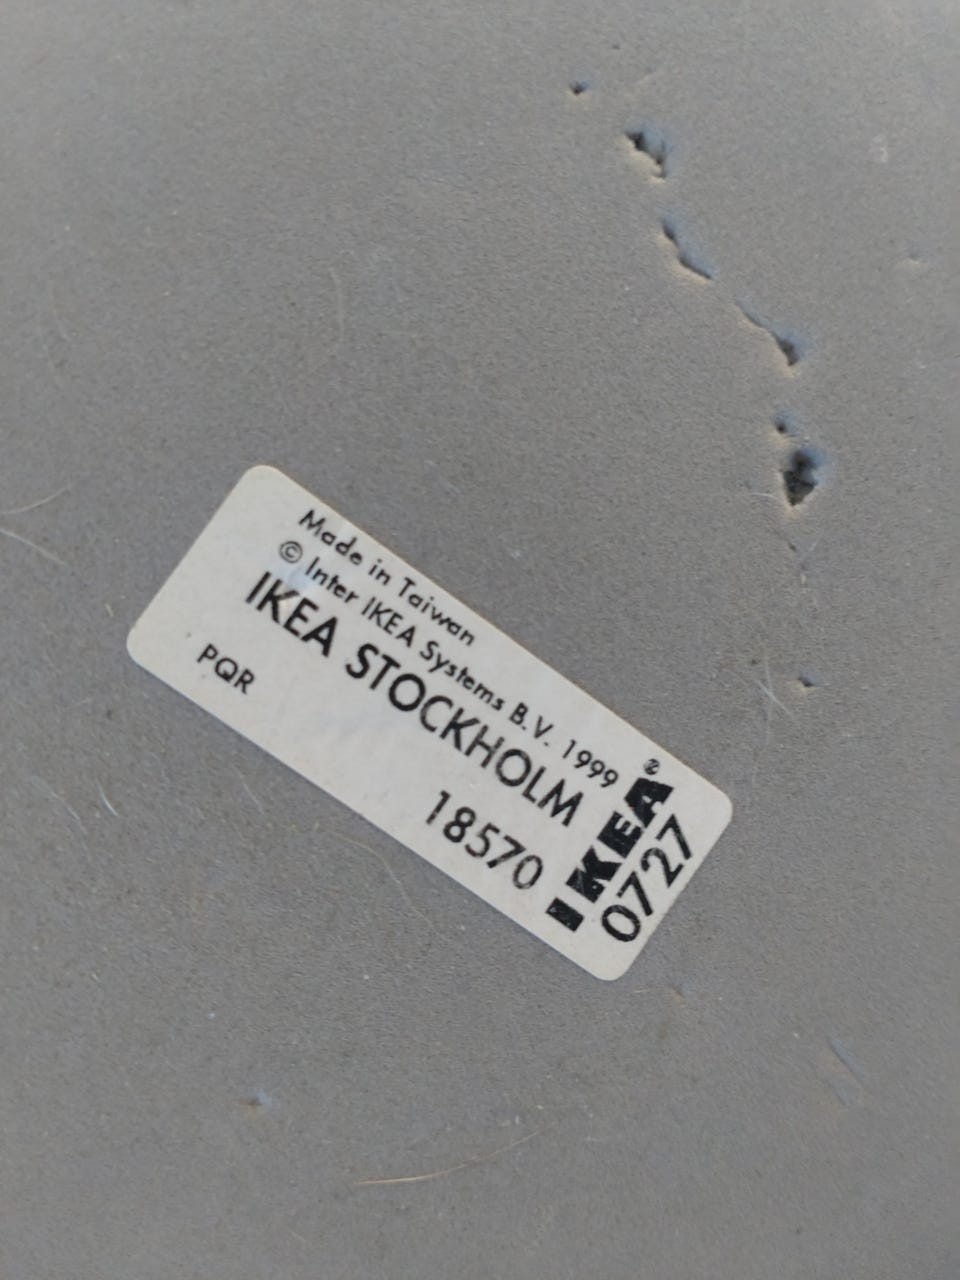 Made in Taiwan
© Inter IKEA Systems B.V. 1999
IKEA STOCKHOLM
PQR
18570
IKEA®
0727